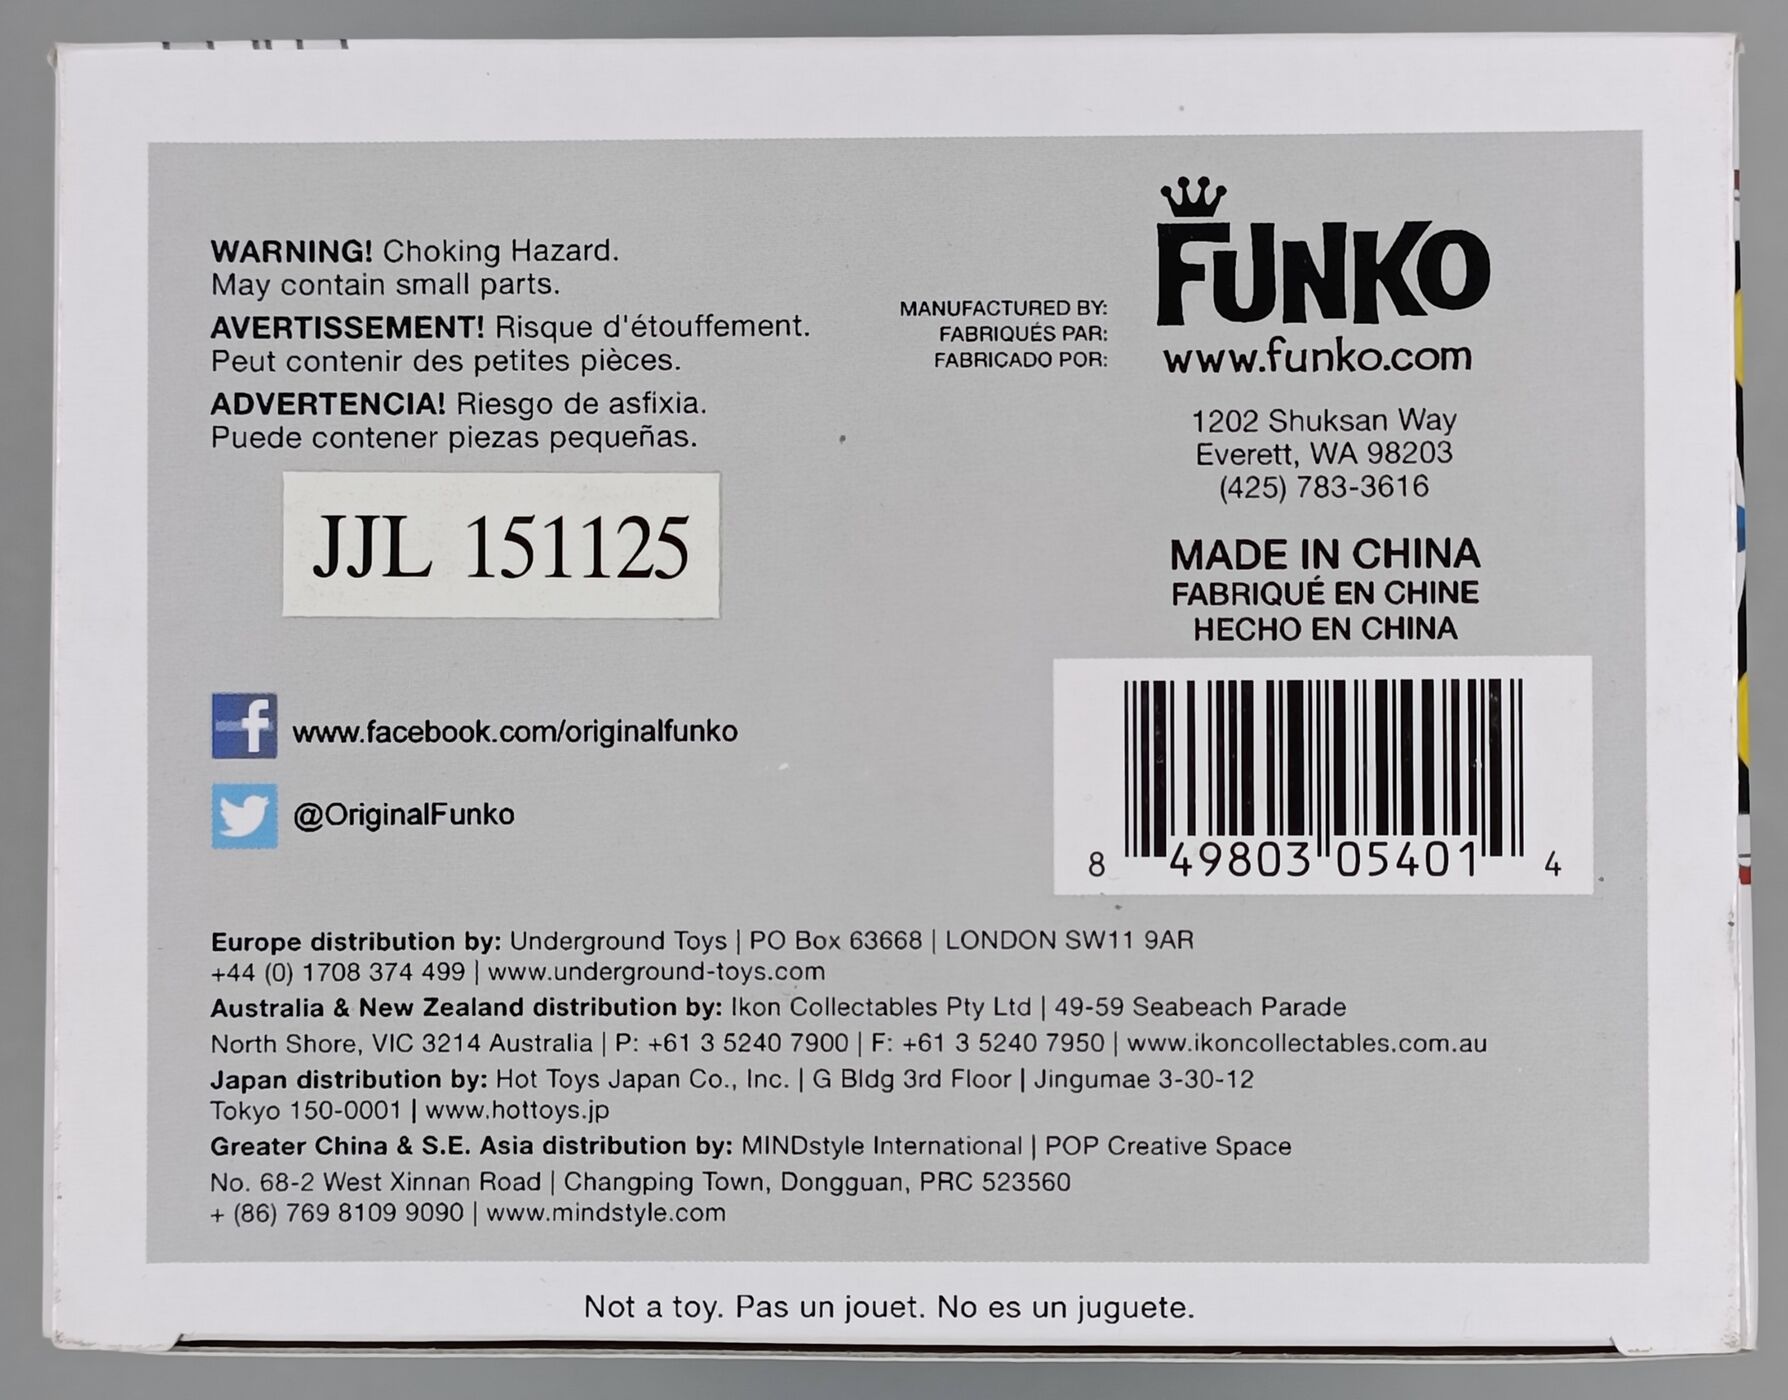 WARNING! Choking Hazard.
May contain small parts.
AVERTISSEMENT! Risque d'étouffement.
Peut contenir des petites pièces.
ADVERTENCIA! Riesgo de asfixia.
Puede contener piezas pequeñas.
JJL 151125
www.facebook.com/originalfunko
@OriginalFunko
MANUFACTURED BY:
FABRIQUÉS PAR:
FABRICADO POR:
FUNKO
www.funko.com
1202 Shuksan Way
Everett, WA 98203
(425) 783-3616
MADE IN CHINA
FABRIQUÉ EN CHINE
HECHO EN CHINA
8 49803 05401 4
Europe distribution by: Underground Toys | PO Box 63668 | LONDON SW11 9AR
+44 (0) 1708 374 499 | www.underground-toys.com
Australia & New Zealand distribution by: Ikon Collectables Pty Ltd | 49-59 Seabeach Parade
North Shore, VIC 3214 Australia | P: +61 3 5240 7900 | F: +61 3 5240 7950 | www.ikoncollectables.com.au
Japan distribution by: Hot Toys Japan Co., Inc. | G Bldg 3rd Floor | Jingumae 3-30-12
Tokyo 150-0001 | www.hottoys.jp
Greater China & S.E. Asia distribution by: MINDstyle International | POP Creative Space
No. 68-2 West Xinnan Road | Changping Town, Dongguan, PRC 523560
+ (86) 769 8109 9090 | www.mindstyle.com
Not a toy. Pas un jouet. No es un juguete.